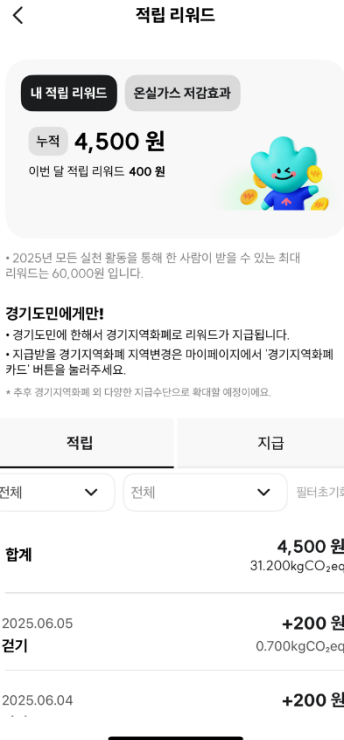 적립 리워드
내 적립 리워드 온실가스 저감효과
누적 4,500 원
이번 달 적립 리워드 400 원
• 2025년 모든 실천 활동을 통해 한 사람이 받을 수 있는 최대
리워드는 60,000원 입니다.
경기도민에게만!
• 경기도민에 한해서 경기지역화폐로 리워드가 지급됩니다.
• 지급받을 경기지역화폐 지역변경은 마이페이지에서 '경기지역화폐
카드' 버튼을 눌러주세요.
* 추후 경기지역화폐 외 다양한 지급수단으로 확대할 예정이에요.
적립 지급
전체 전체 필터초기화
합계 4,500 원
31.200kgCO₂eq
2025.06.05 +200 원
걷기 0.700kgCO₂eq
2025.06.04 +200 원